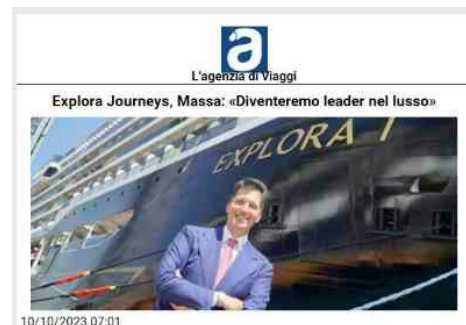 a
L'agenzia di Viaggi
Explora Journeys, Massa: «Diventeremo leader nel lusso»
EXPLORA I
10/10/2023 07:01